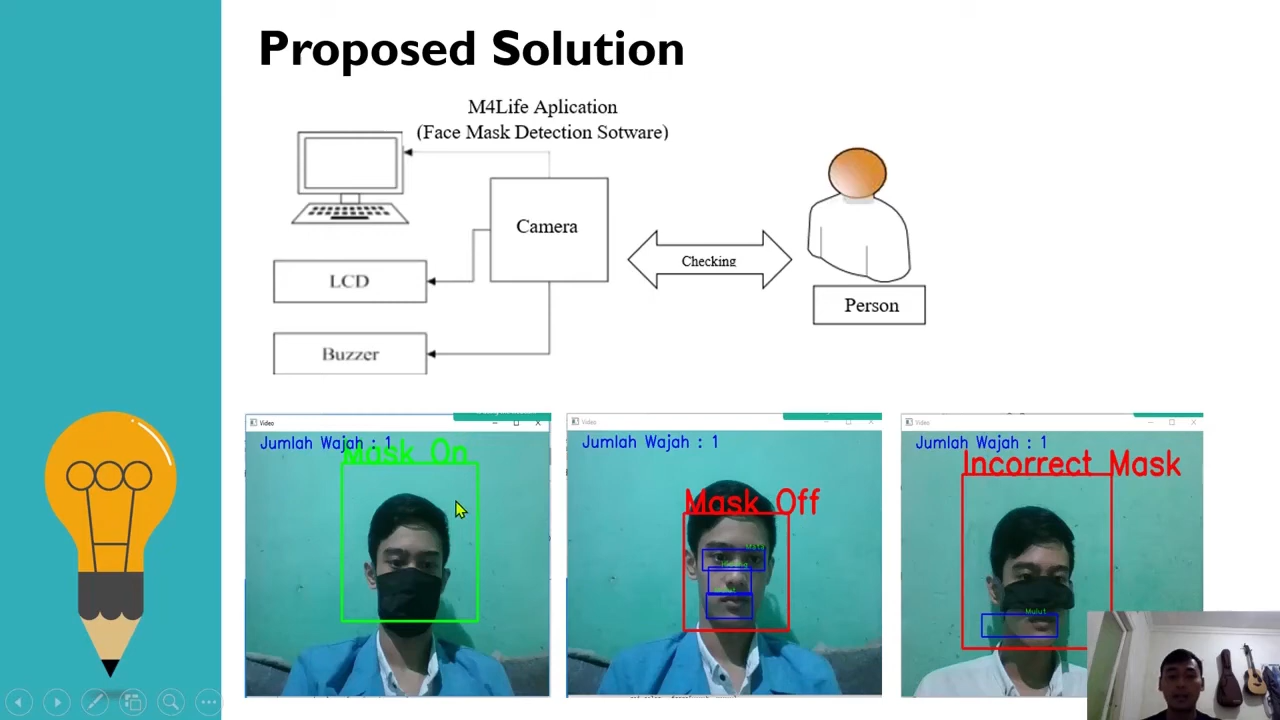 Proposed Solution
M4Life Aplication
(Face Mask Detection Sotware)
Camera
Checking
LCD
Person
Buzzer
Video
Jumlah Wajah : 1
Mask On
Video
Jumlah Wajah : 1
Mask Off
Video
Jumlah Wajah : 1
Incorrect Mask
Mulut